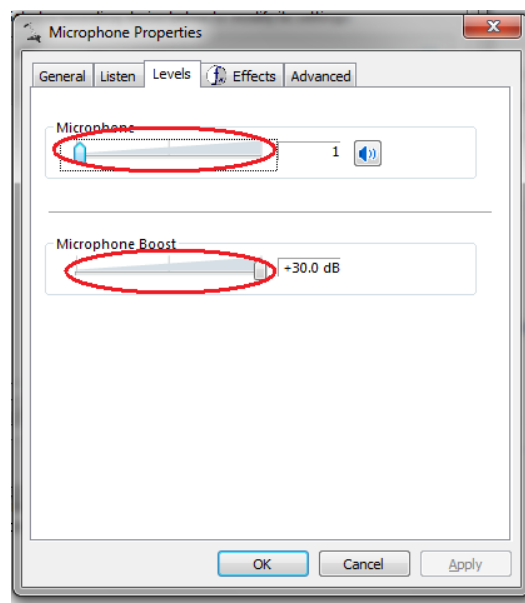 Microphone Properties
General Listen Levels Effects Advanced
Microphone
1
Microphone Boost
+30.0 dB
OK Cancel Apply